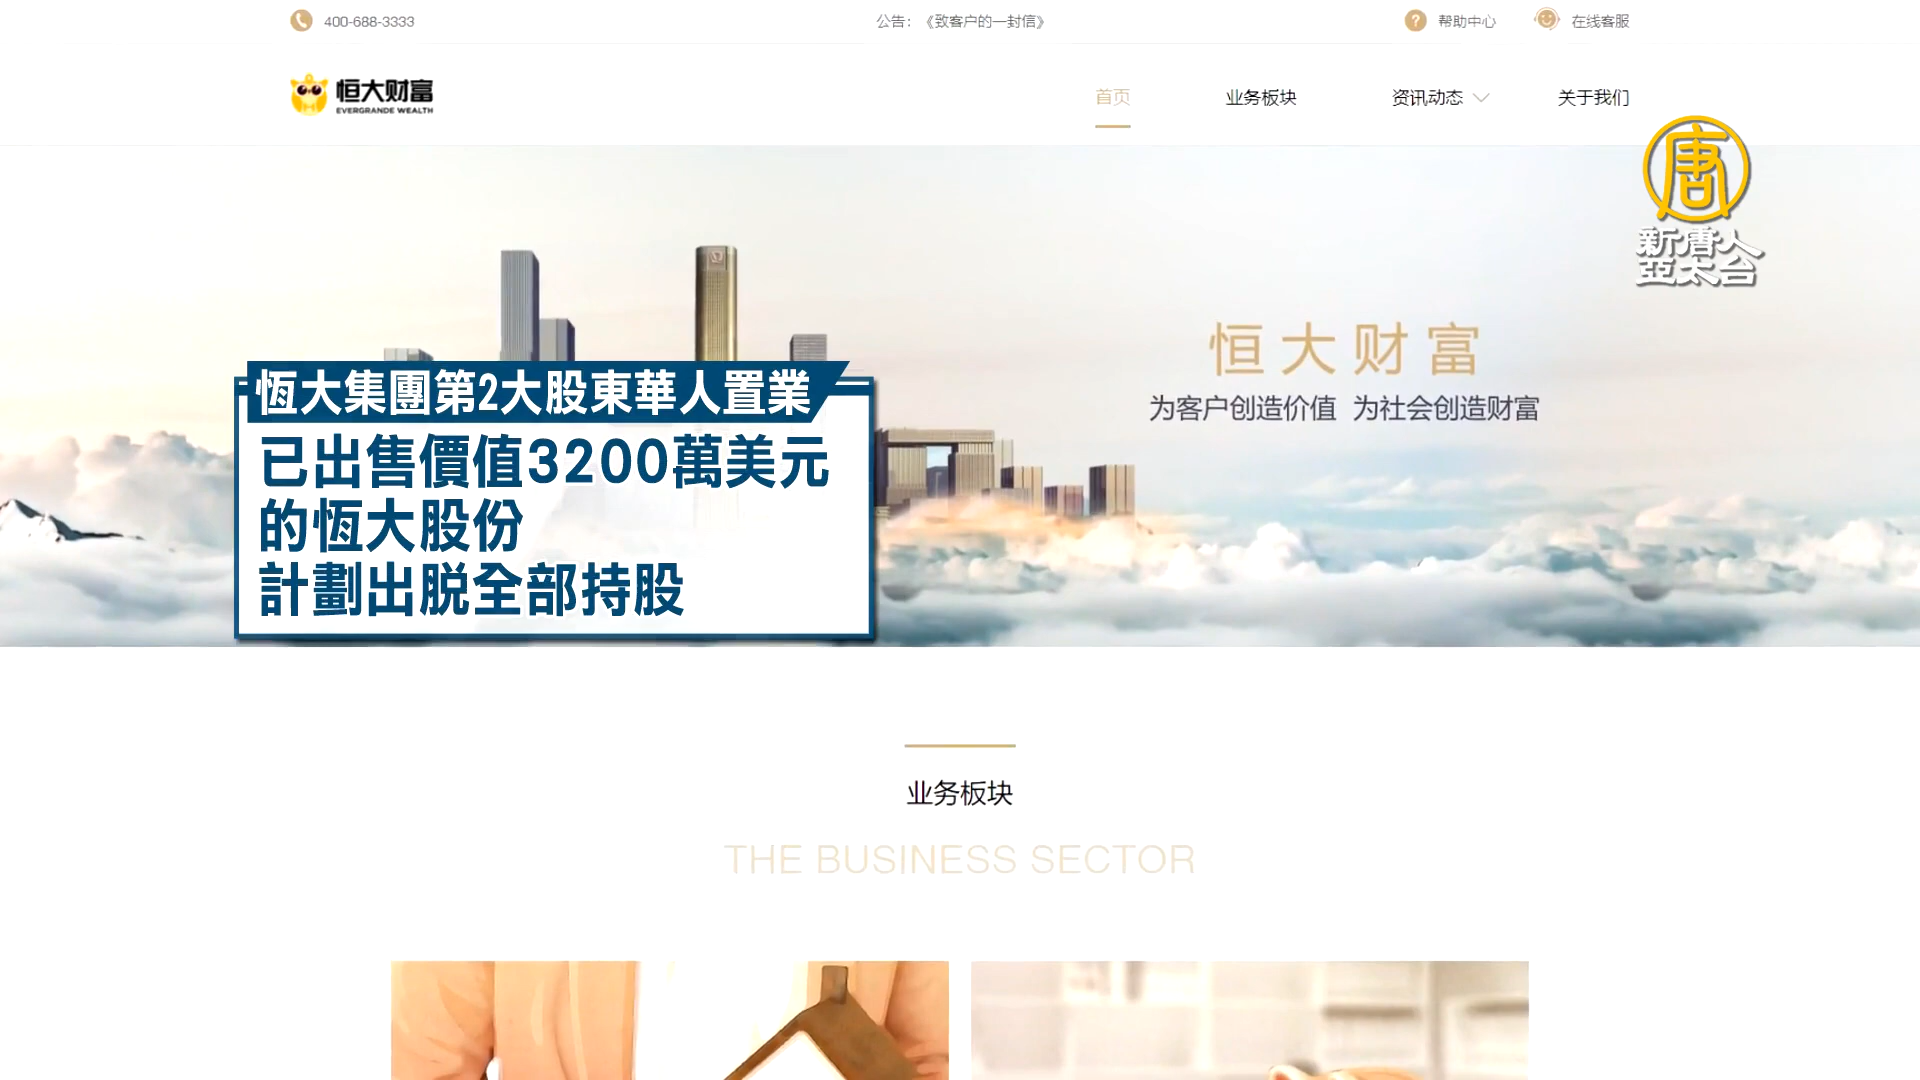 400-688-3333
公告：《致客户的一封信》
帮助中心
在线客服
恒大财富
EVERGRANDE WEALTH
首页
业务板块
资讯动态
关于我们
唐
新唐人
亞太台
恒大财富
为客户创造价值 为社会创造财富
恆大集團第2大股東華人置業
已出售價值3200萬美元
的恆大股份
計劃出脱全部持股
业务板块
THE BUSINESS SECTOR